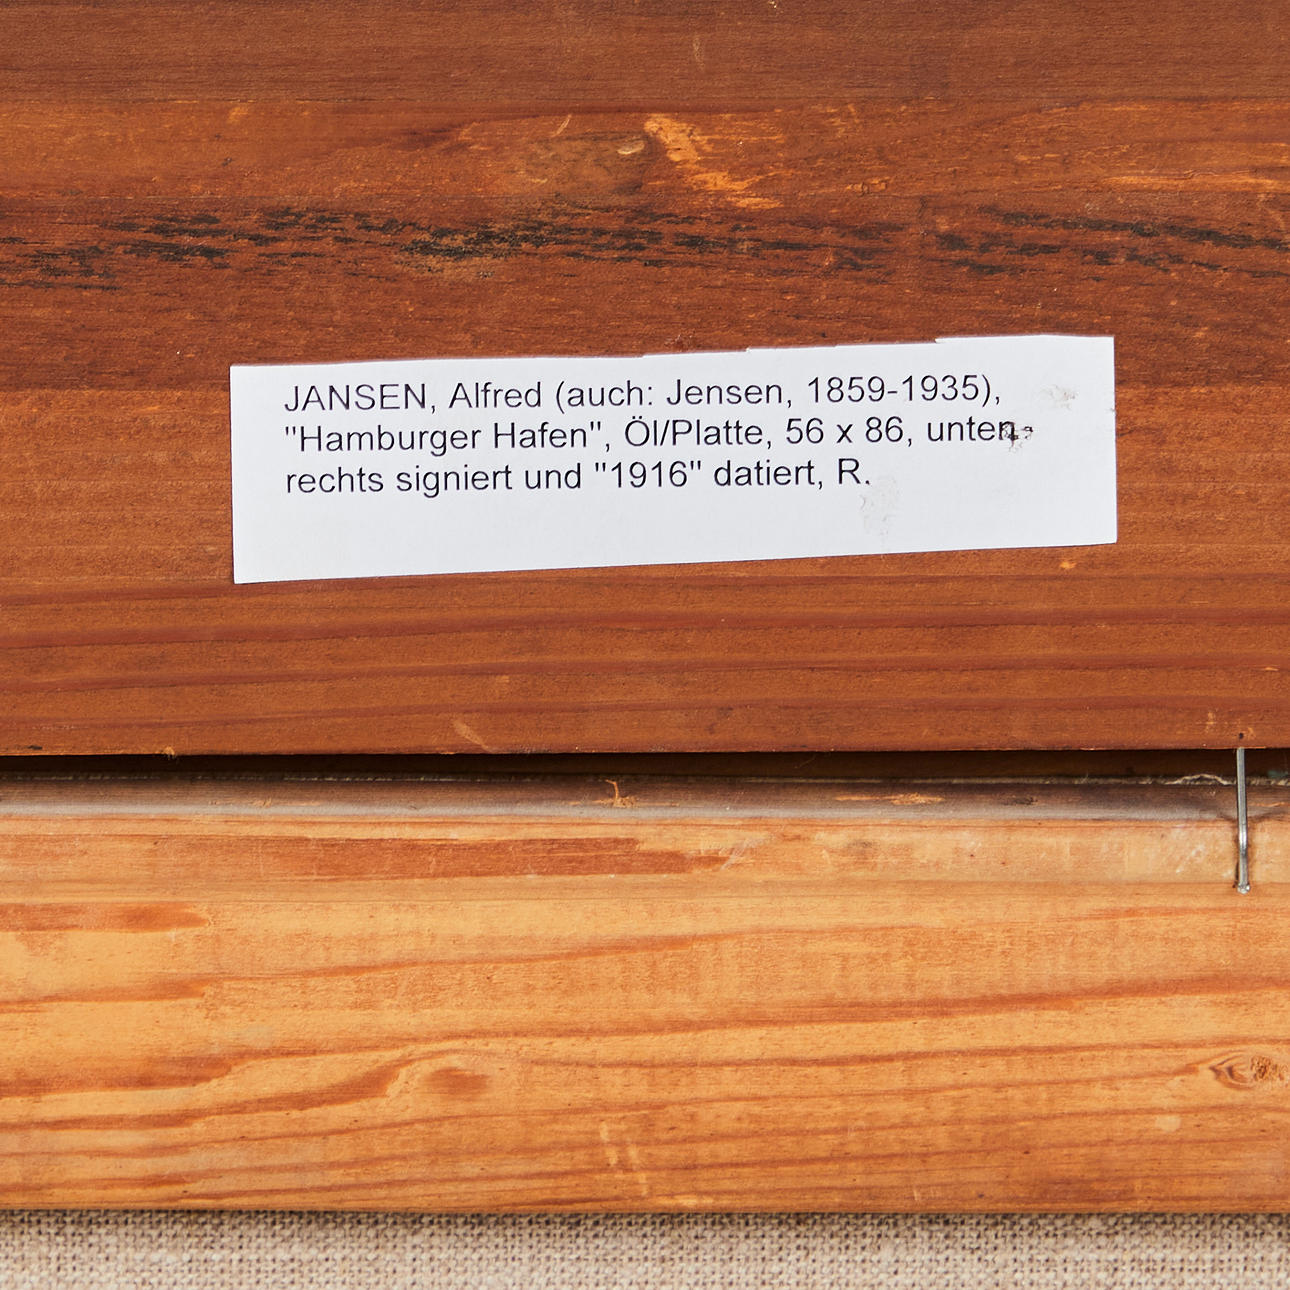 JANSEN, Alfred (auch: Jensen, 1859-1935),
"Hamburger Hafen", Öl/Platte, 56 x 86, unten
rechts signiert und "1916" datiert, R.